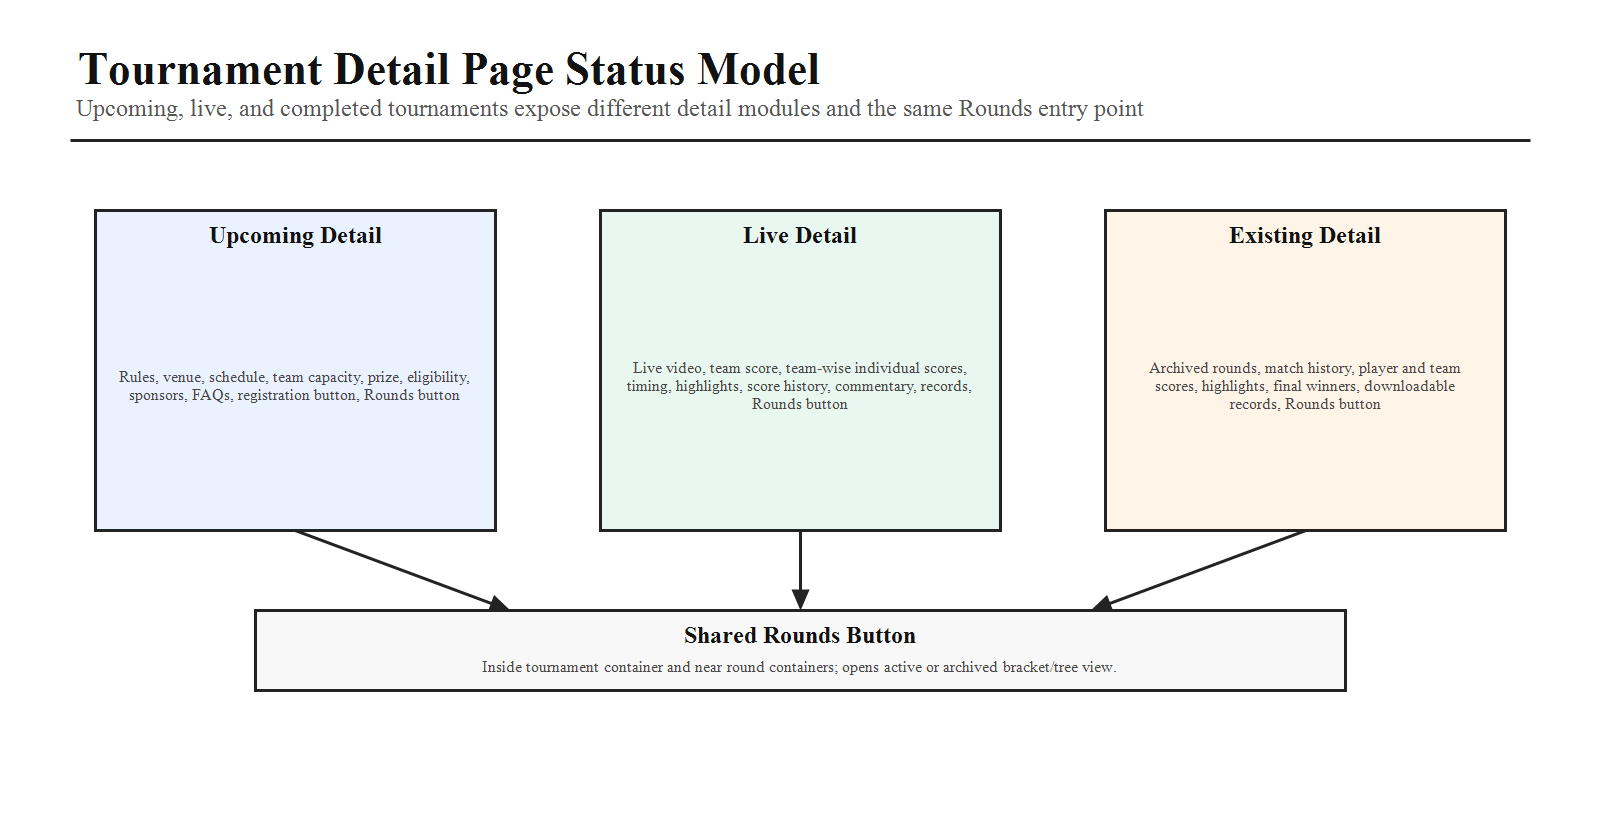 Tournament Detail Page Status Model
Upcoming, live, and completed tournaments expose different detail modules and the same Rounds entry point
Upcoming Detail
Rules, venue, schedule, team capacity, prize, eligibility,
sponsors, FAQs, registration button, Rounds button
Live Detail
Live video, team score, team-wise individual scores,
timing, highlights, score history, commentary, records,
Rounds button
Existing Detail
Archived rounds, match history, player and team
scores, highlights, final winners, downloadable
records, Rounds button
Shared Rounds Button
Inside tournament container and near round containers; opens active or archived bracket/tree view.